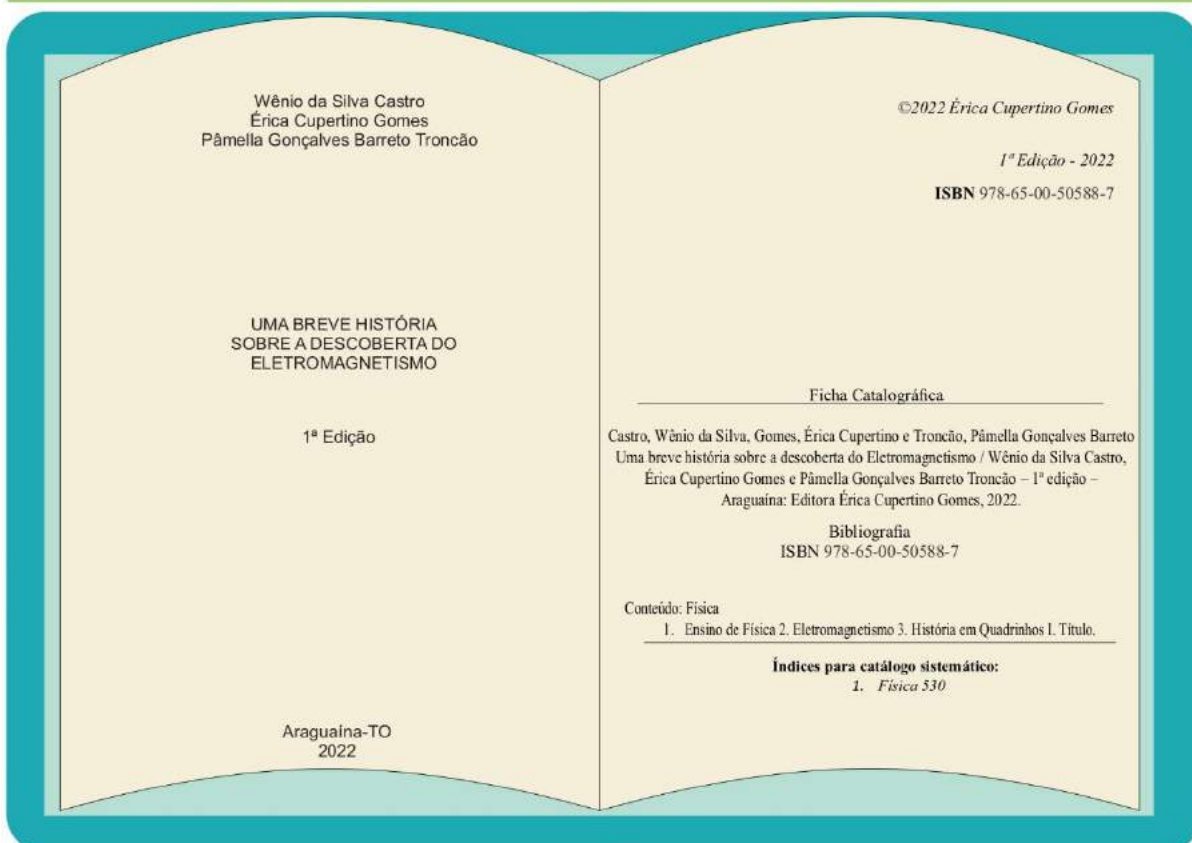 Wênio da Silva Castro
Érica Cupertino Gomes
Pâmella Gonçalves Barreto Troncão
UMA BREVE HISTÓRIA
SOBRE A DESCOBERTA DO
ELETROMAGNETISMO
1ª Edição
Araguaína-TO
2022
©2022 Érica Cupertino Gomes
1ª Edição - 2022
ISBN 978-65-00-50588-7
Ficha Catalográfica
Castro, Wênio da Silva, Gomes, Érica Cupertino e Troncão, Pâmella Gonçalves Barreto
Uma breve história sobre a descoberta do Eletromagnetismo / Wênio da Silva Castro,
Érica Cupertino Gomes e Pâmella Gonçalves Barreto Troncão – 1ª edição –
Araguaína: Editora Érica Cupertino Gomes, 2022.
Bibliografia
ISBN 978-65-00-50588-7
Conteúdo: Física
1. Ensino de Física 2. Eletromagnetismo 3. História em Quadrinhos I. Título.
Índices para catálogo sistemático:
1. Física 530